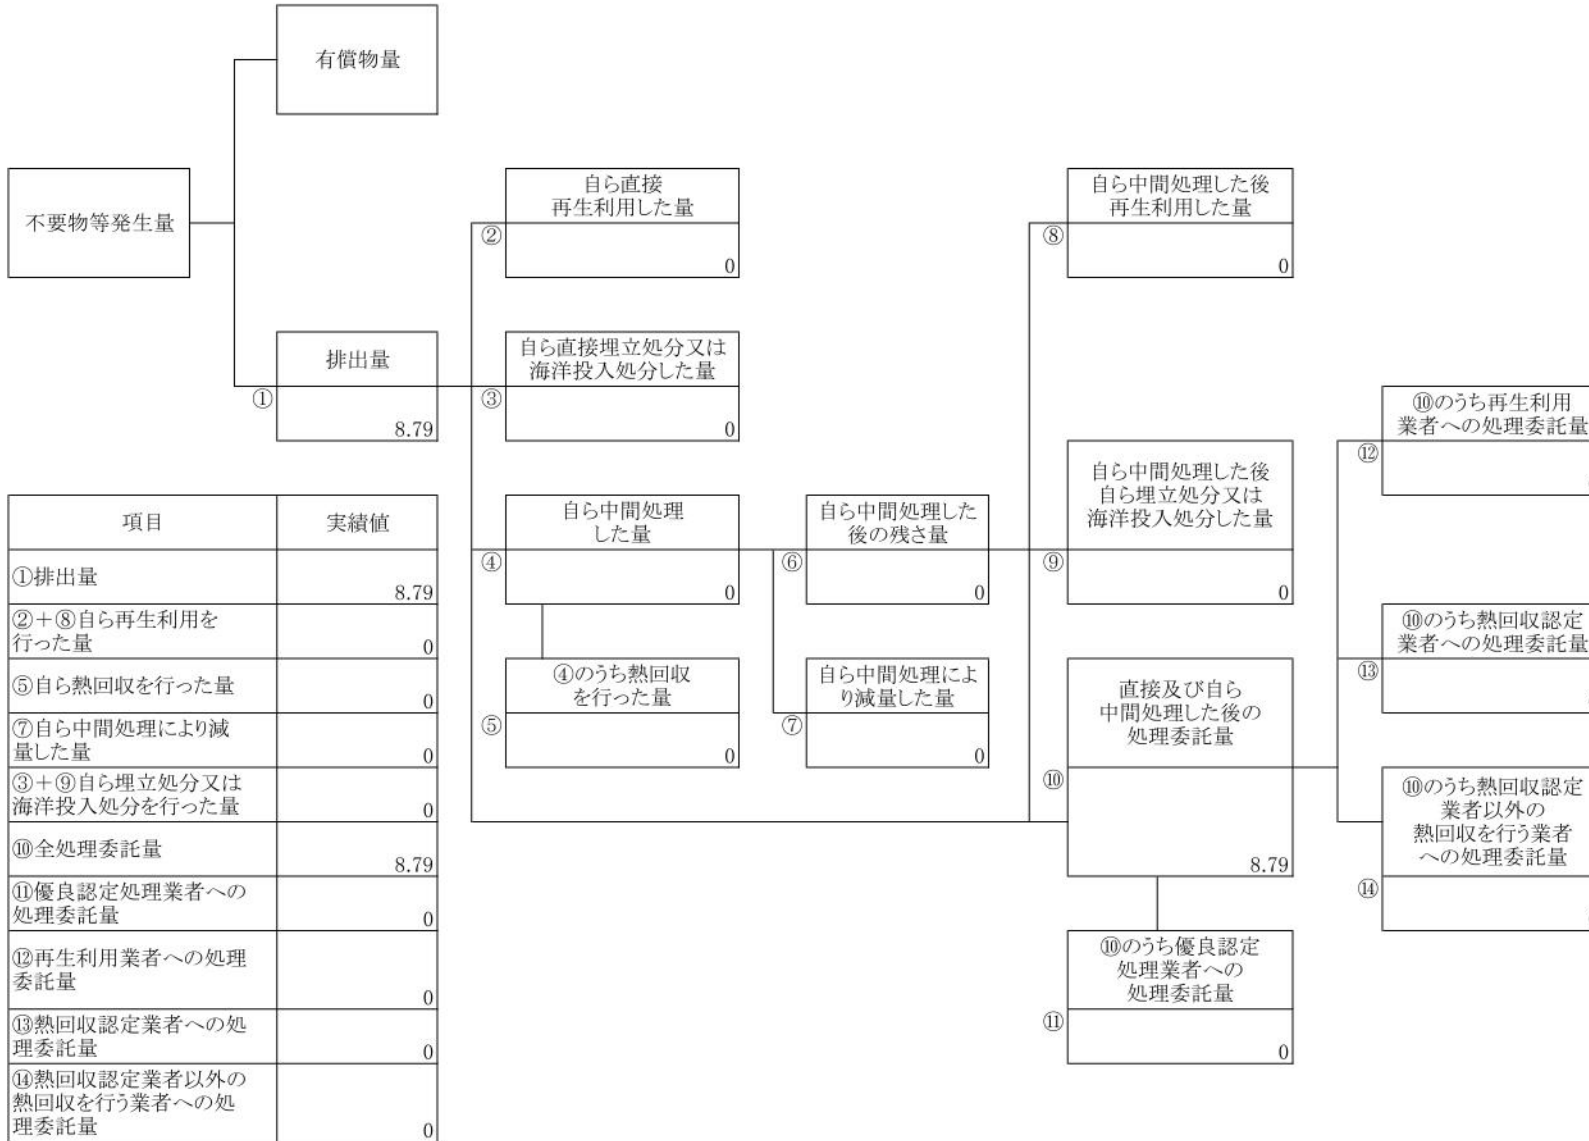 有償物量
不要物等発生量
自ら直接
再生利用した量
②
0
自ら中間処理した後
再生利用した量
⑧
0
排出量
①
8.79
自ら直接埋立処分又は
海洋投入処分した量
③
0
⑩のうち再生利用
業者への処理委託量
⑫
自ら中間処理
した量
④
0
自ら中間処理した
後の残さ量
⑥
0
自ら中間処理した後
自ら埋立処分又は
海洋投入処分した量
⑨
0
⑩のうち熱回収認定
業者への処理委託量
⑬
④のうち熱回収
を行った量
⑤
0
自ら中間処理によ
り減量した量
⑦
0
直接及び自ら
中間処理した後の
処理委託量
⑩
8.79
⑩のうち熱回収認定
業者以外の
熱回収を行う業者
への処理委託量
⑭
⑩のうち優良認定
処理業者への
処理委託量
⑪
0
項目 実績値
①排出量 8.79
②+⑧自ら再生利用を
行った量 0
⑤自ら熱回収を行った量 0
⑦自ら中間処理により減
量した量 0
③+⑨自ら埋立処分又は
海洋投入処分を行った量 0
⑩全処理委託量 8.79
⑪優良認定処理業者への
処理委託量 0
⑫再生利用業者への処理
委託量 0
⑬熱回収認定業者への処
理委託量 0
⑭熱回収認定業者以外の
熱回収を行う業者への処
理委託量 0